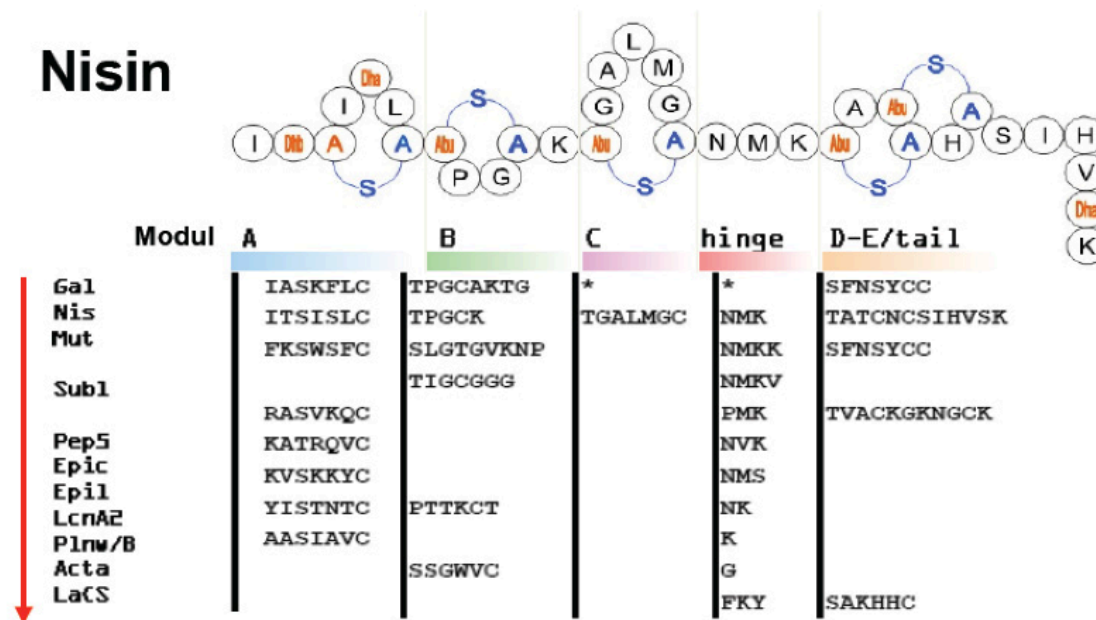 Nisin
I Dhb A I Dha L A S Abu P G A S K Abu G A L M G A S N M K Abu A Abu A S H A S S I H V Dha K
Modul A B C hinge D-E/tail
Gal IASKFLC TPGCAKTG * * SFNSYCC
Nis ITSISLC TPGCK TGALMGC NMK TATCNCSIHVSK
Mut FKSWSFC SLGTGVKNP NMKK SFNSYCC
Subl TIGCGGG NMKV
RASVKQC PMK TVACKGKNGCK
Pep5 KATRQVC NVK
Epic KVSKKYC NMS
Epil
LcnA2 YISTNTC PTTKCT NK
Plnw/B AASIAVC K
Acta SSGWVC G
LaCS FKY SAKHHC